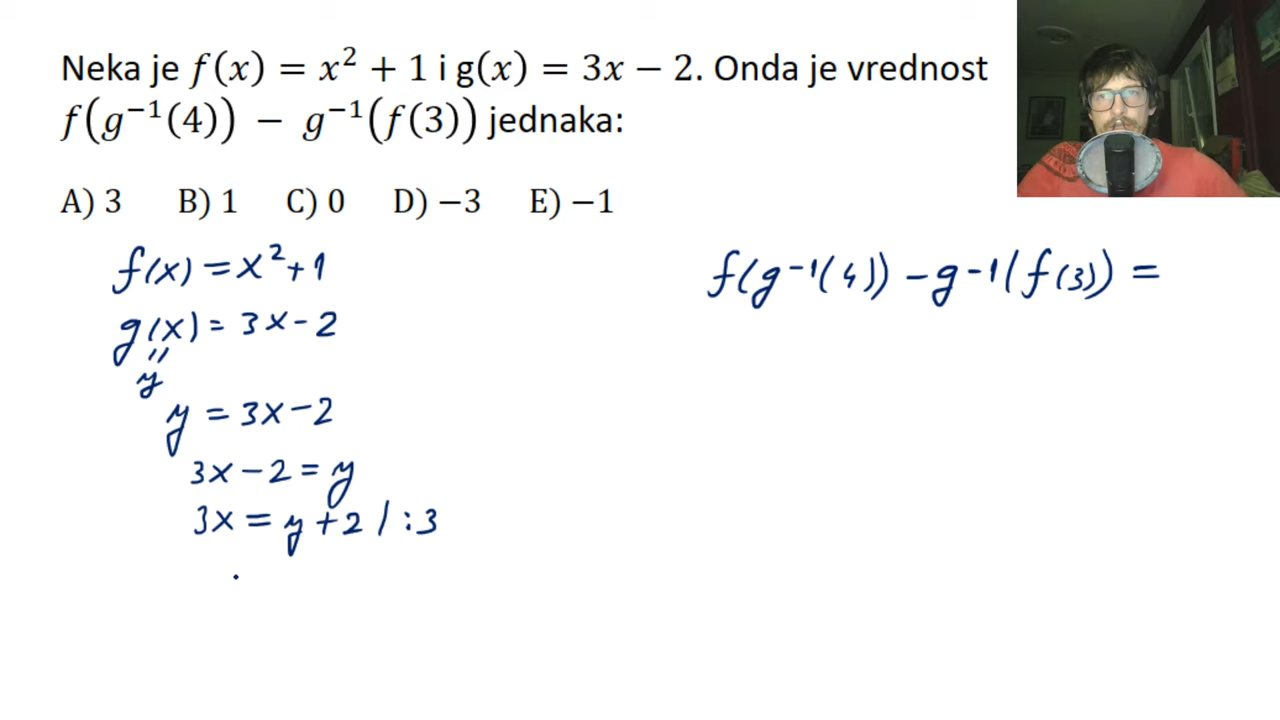 Neka je f(x) = x² + 1 i g(x) = 3x − 2. Onda je vrednost
f(g⁻¹(4)) − g⁻¹(f(3)) jednaka:
A) 3 B) 1 C) 0 D) −3 E) −1
f(x) = x² + 1
g(x) = 3x − 2
"
y
y = 3x − 2
3x − 2 = y
3x = y + 2 / :3
f(g⁻¹(4)) − g⁻¹(f(3)) =